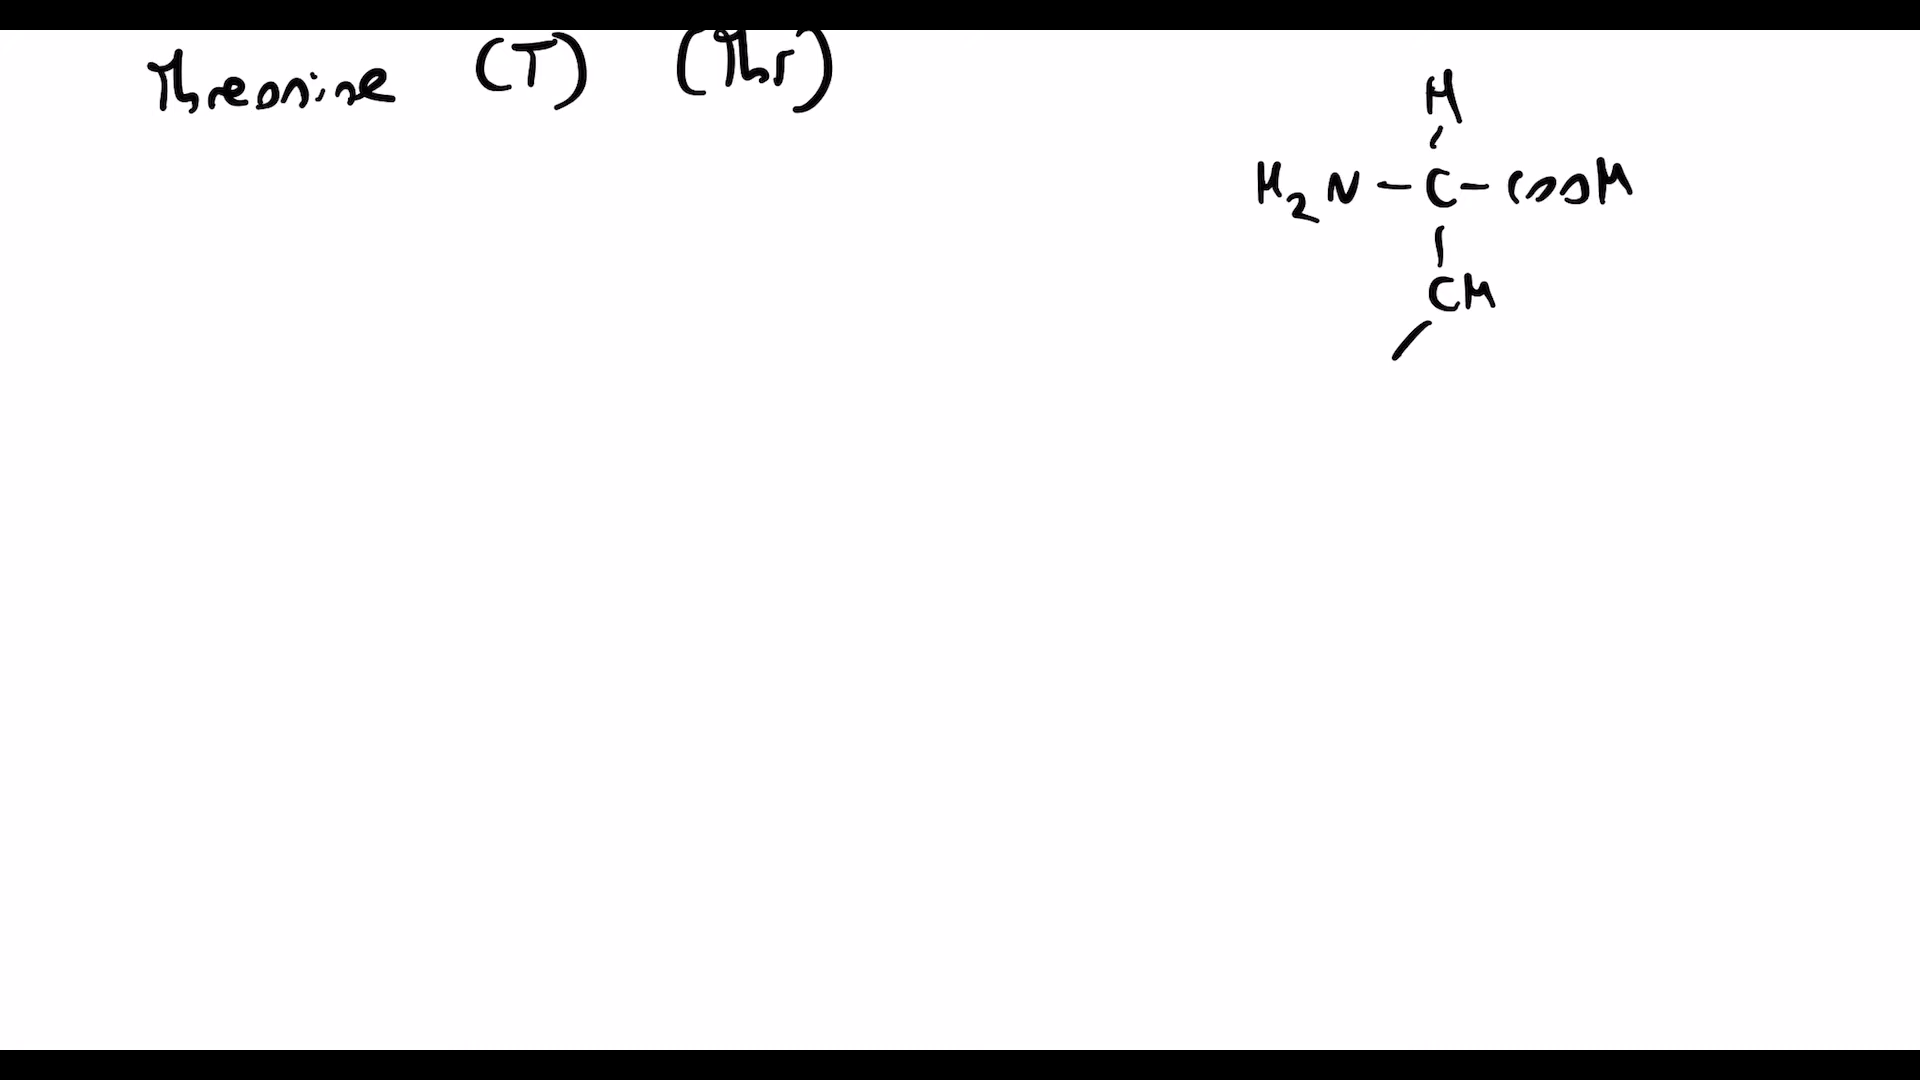 Threonine (T) (Thr)
H
H₂N - C - COOH
CH